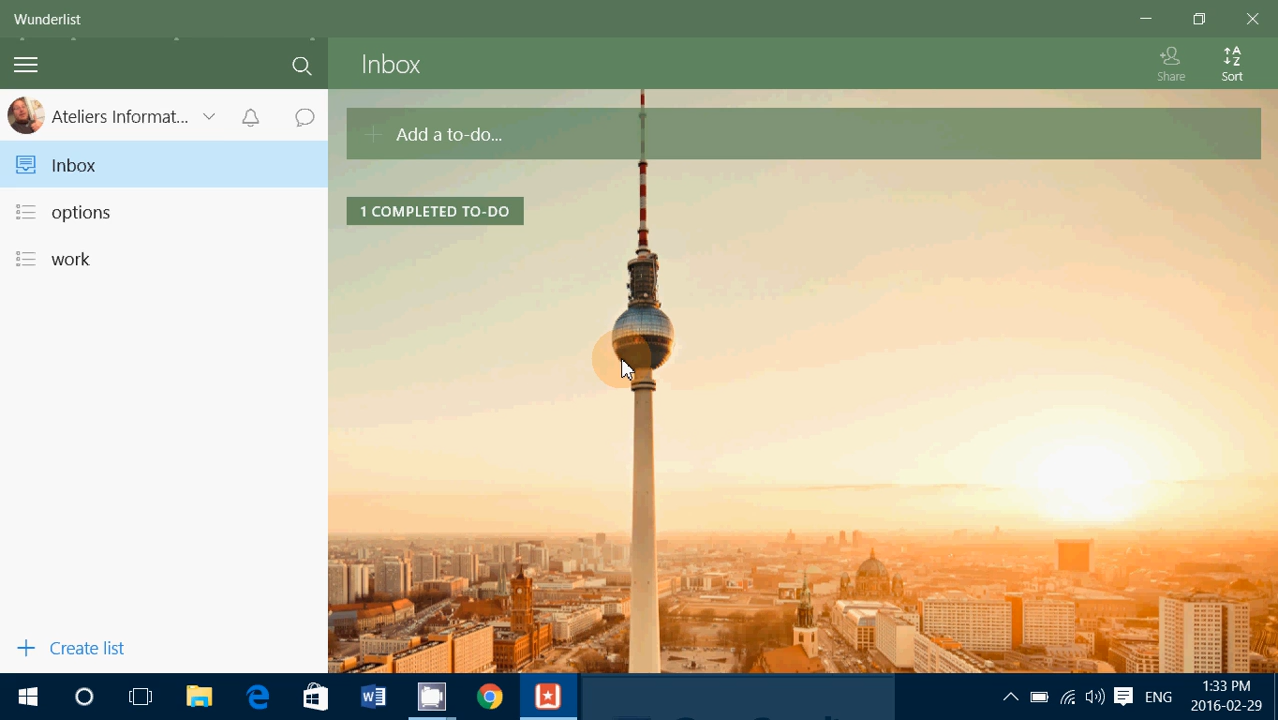 Wunderlist
Inbox
Share
Sort
Ateliers Informat...
Add a to-do...
Inbox
1 COMPLETED TO-DO
options
work
Create list
ENG
1:33 PM
2016-02-29